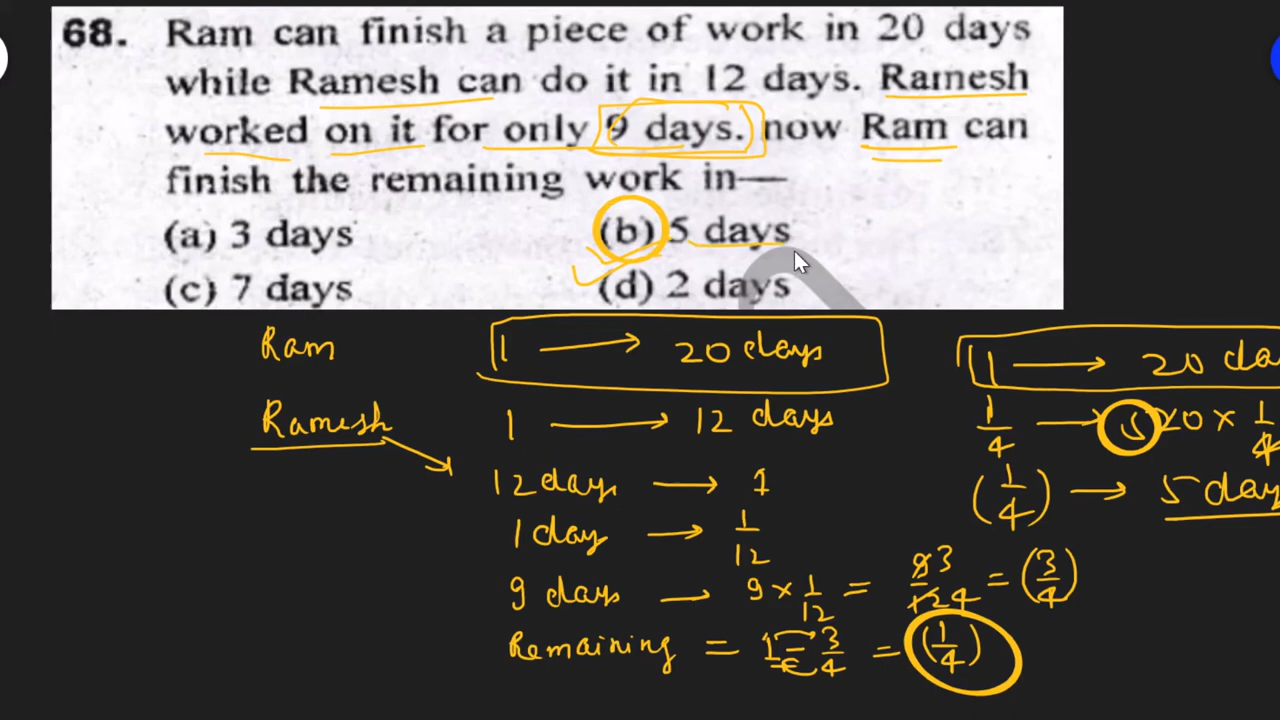 68. Ram can finish a piece of work in 20 days
while Ramesh can do it in 12 days. Ramesh
worked on it for only 9 days. now Ram can
finish the remaining work in—
(a) 3 days (b) 5 days
(c) 7 days (d) 2 days
Ram 1 → 20 days
Ramesh 1 → 12 days
12 days → 1
1 day → 1/12
9 days → 9 × 1/12 = 9 3/12 4 = (3/4)
Remaining = 1 - 3/4 = (1/4)
1 → 20 da
1/4 → 5 20 × 1/4
(1/4) → 5 day